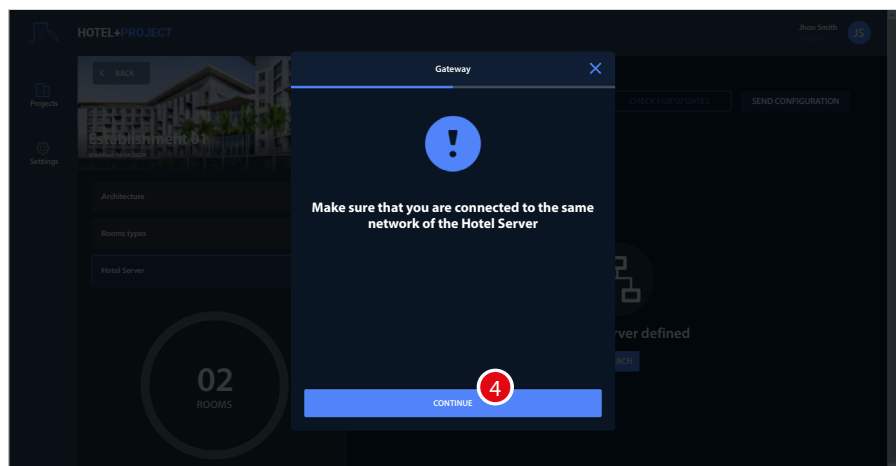 HOTEL+PROJECT
Jhon Smith
JS
BACK
Gateway
Projects
CHECK FOR UPDATES
SEND CONFIGURATION
Establishment 01
Settings
Architecture
Make sure that you are connected to the same
network of the Hotel Server
Rooms types
Hotel Server
02
ROOMS
4
CONTINUE